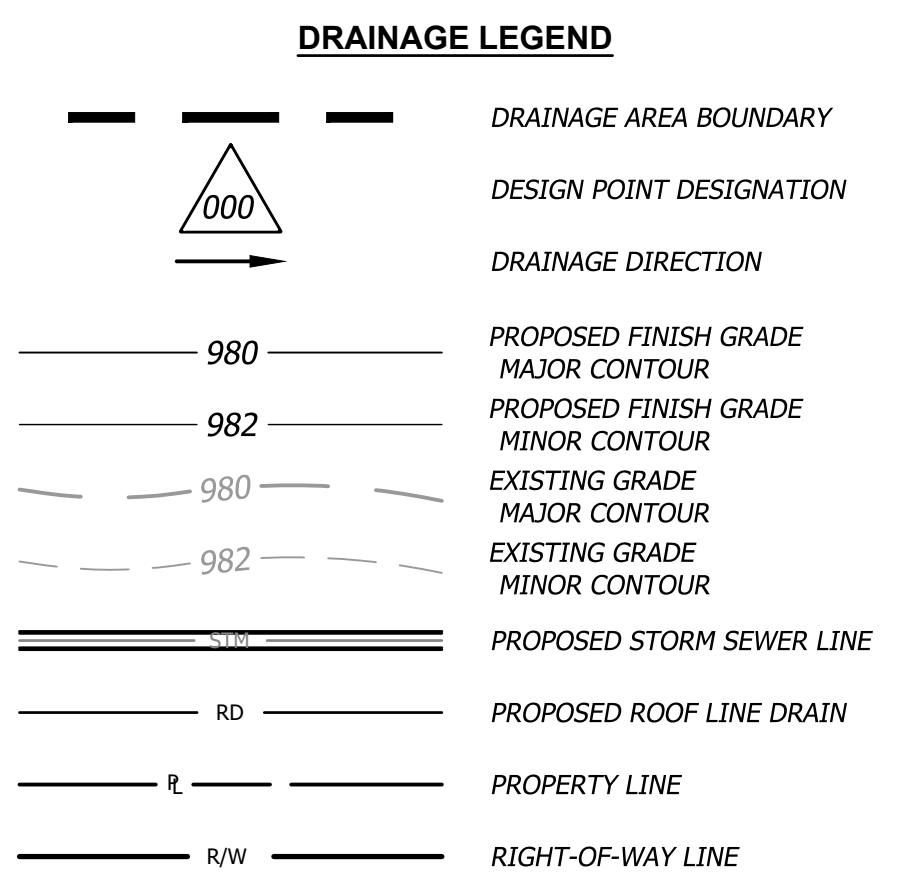 DRAINAGE LEGEND
DRAINAGE AREA BOUNDARY
000 DESIGN POINT DESIGNATION
DRAINAGE DIRECTION
980 PROPOSED FINISH GRADE
MAJOR CONTOUR
982 PROPOSED FINISH GRADE
MINOR CONTOUR
980 EXISTING GRADE
MAJOR CONTOUR
982 EXISTING GRADE
MINOR CONTOUR
STM PROPOSED STORM SEWER LINE
RD PROPOSED ROOF LINE DRAIN
PL PROPERTY LINE
R/W RIGHT-OF-WAY LINE